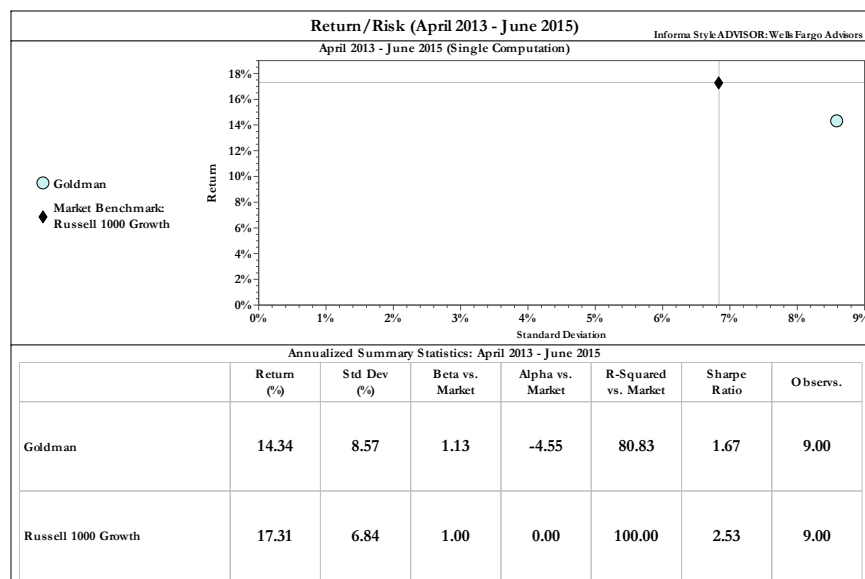 Return/Risk (April 2013 - June 2015)
Informa StyleADVISOR: Wells Fargo Advisors
April 2013 - June 2015 (Single Computation)
18%
16%
14%
12%
10%
8%
6%
4%
2%
0%
Return
0% 1% 2% 3% 4% 5% 6% 7% 8% 9%
Standard Deviation
Goldman
Market Benchmark:
Russell 1000 Growth
Annualized Summary Statistics: April 2013 - June 2015
Return (%) Std Dev (%) Beta vs. Market Alpha vs. Market R-Squared vs. Market Sharpe Ratio Observs.
Goldman 14.34 8.57 1.13 -4.55 80.83 1.67 9.00
Russell 1000 Growth 17.31 6.84 1.00 0.00 100.00 2.53 9.00